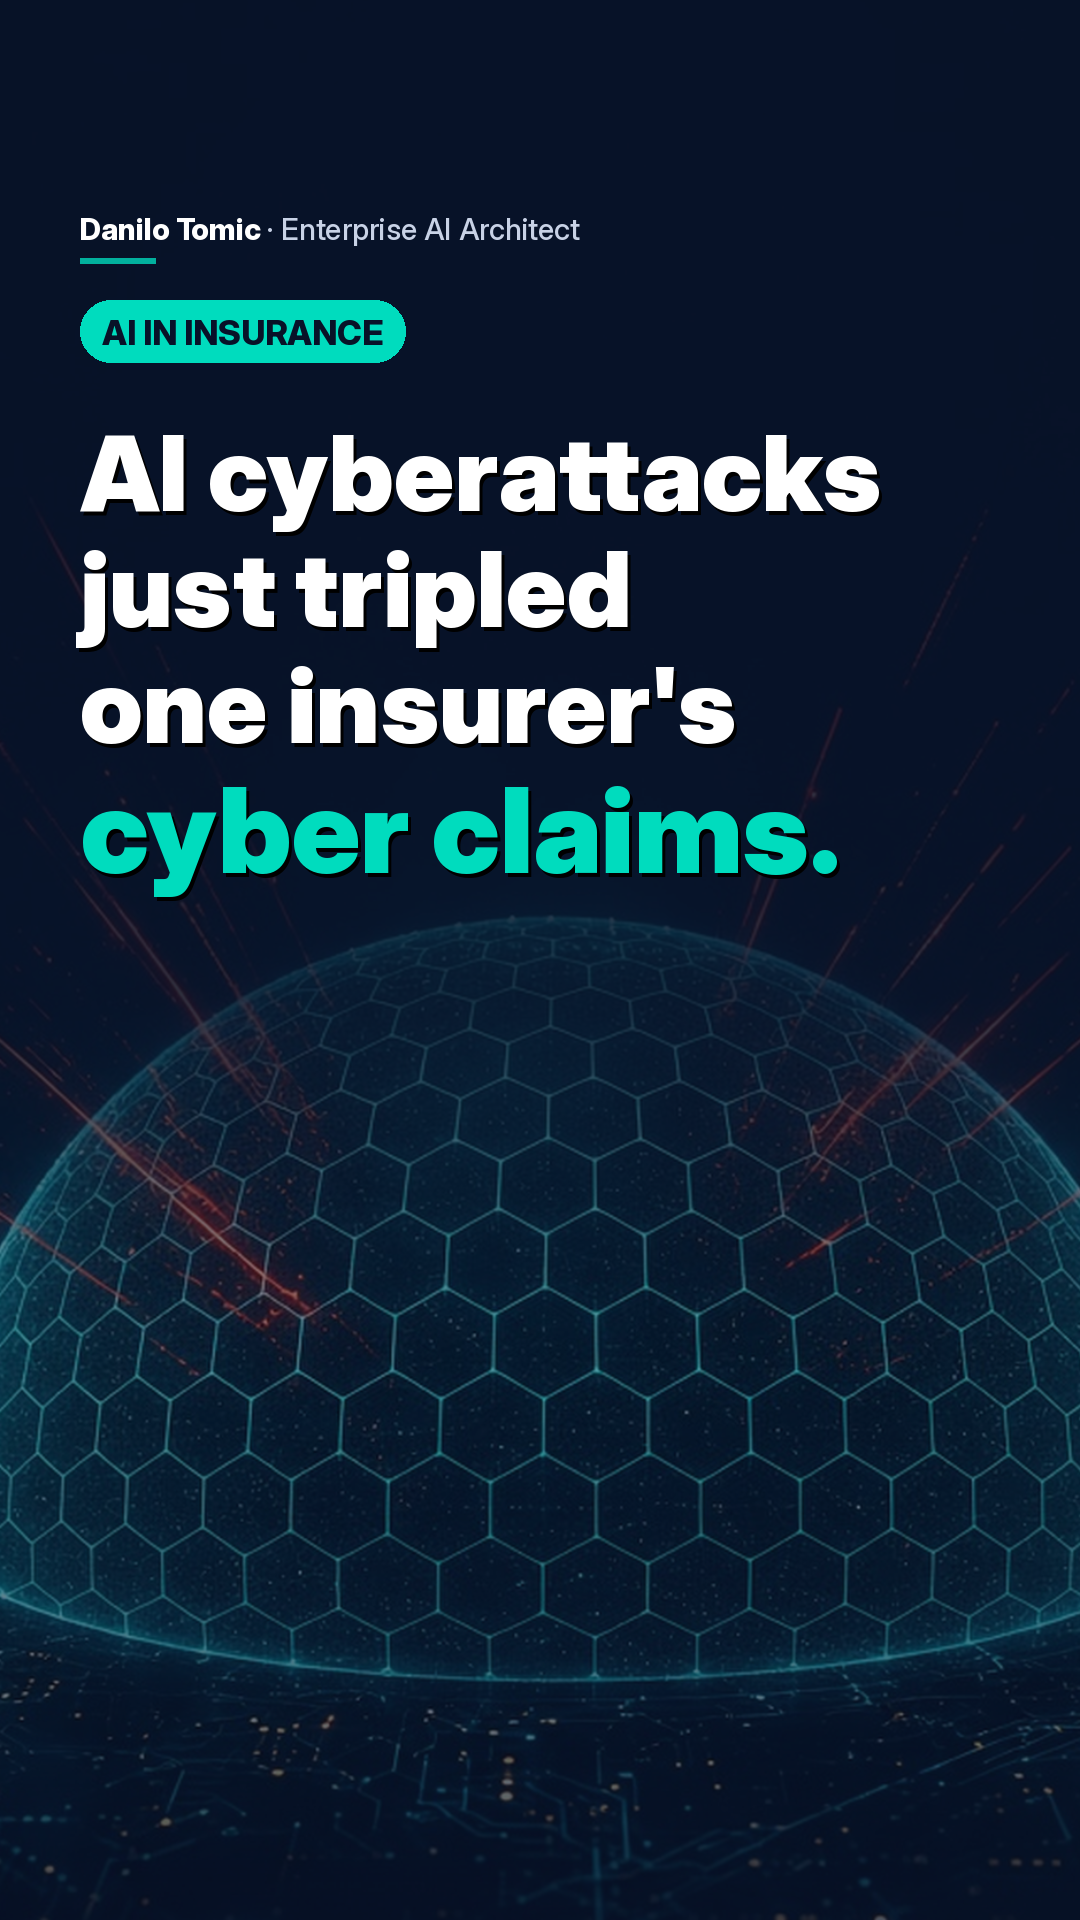 Danilo Tomic · Enterprise AI Architect
AI IN INSURANCE
AI cyberattacks
just tripled
one insurer's
cyber claims.